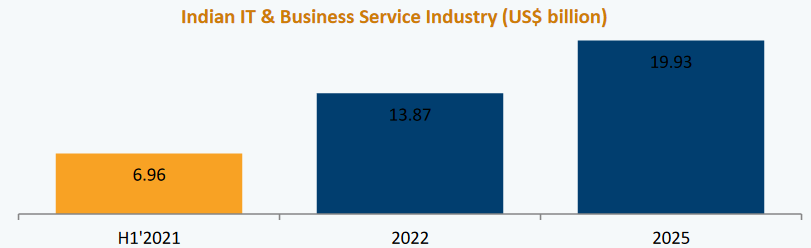 Indian IT & Business Service Industry (US$ billion)
19.93
13.87
6.96
H1'2021 2022 2025